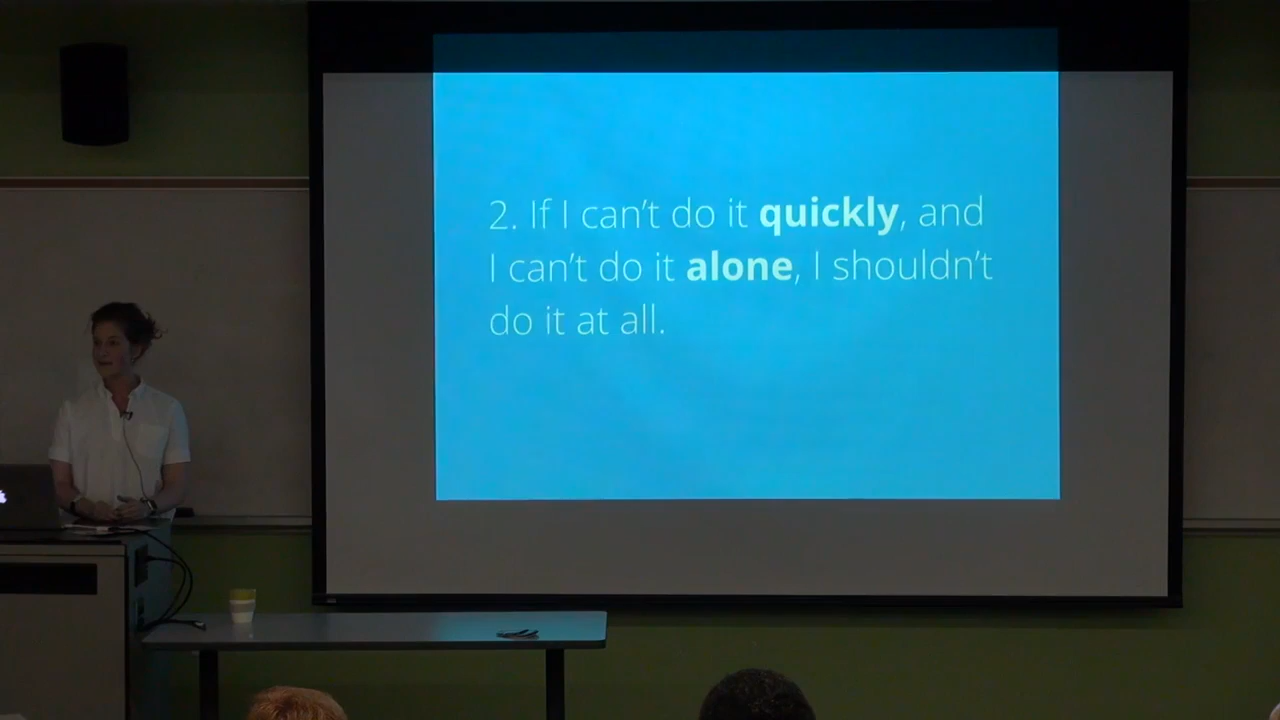 2. If I can't do it quickly, and
I can't do it alone, I shouldn't
do it at all.